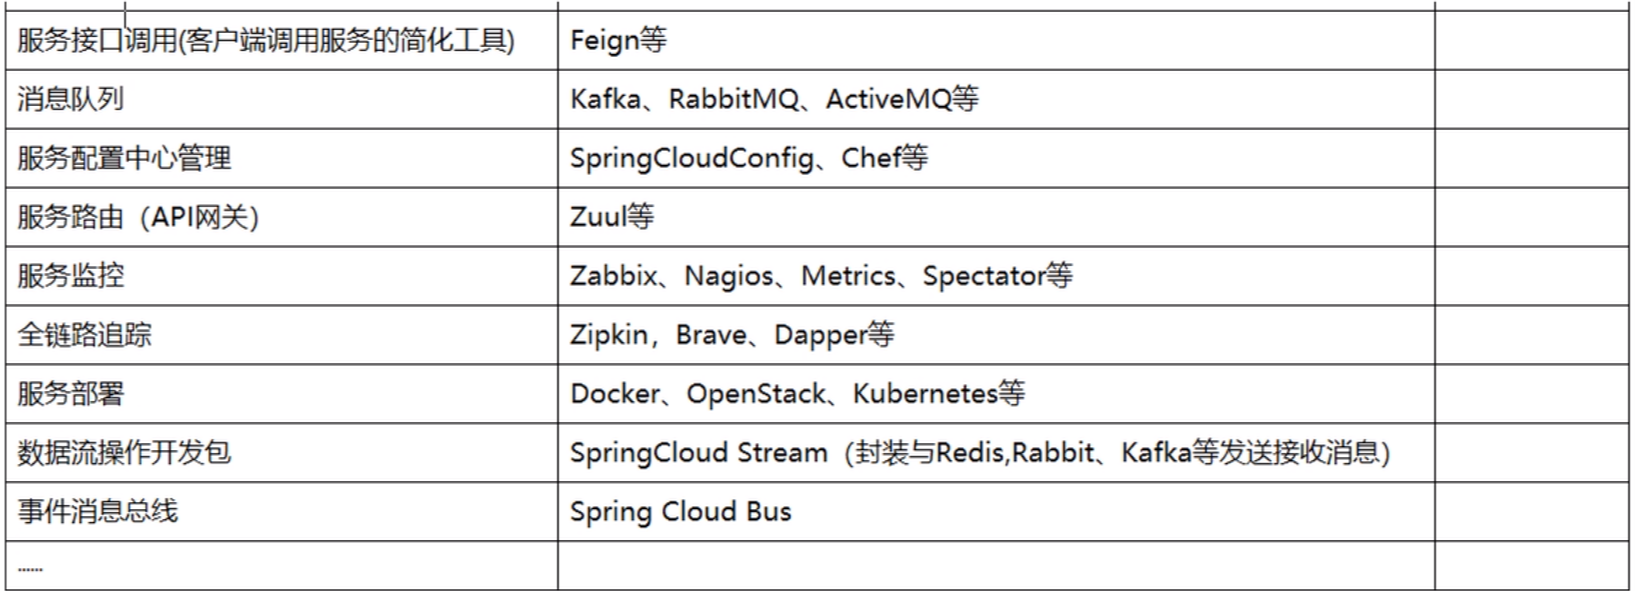 服务接口调用(客户端调用服务的简化工具) Feign等
消息队列 Kafka、RabbitMQ、ActiveMQ等
服务配置中心管理 SpringCloudConfig、Chef等
服务路由（API网关） Zuul等
服务监控 Zabbix、Nagios、Metrics、Spectator等
全链路追踪 Zipkin，Brave、Dapper等
服务部署 Docker、OpenStack、Kubernetes等
数据流操作开发包 SpringCloud Stream（封装与Redis,Rabbit、Kafka等发送接收消息）
事件消息总线 Spring Cloud Bus
......